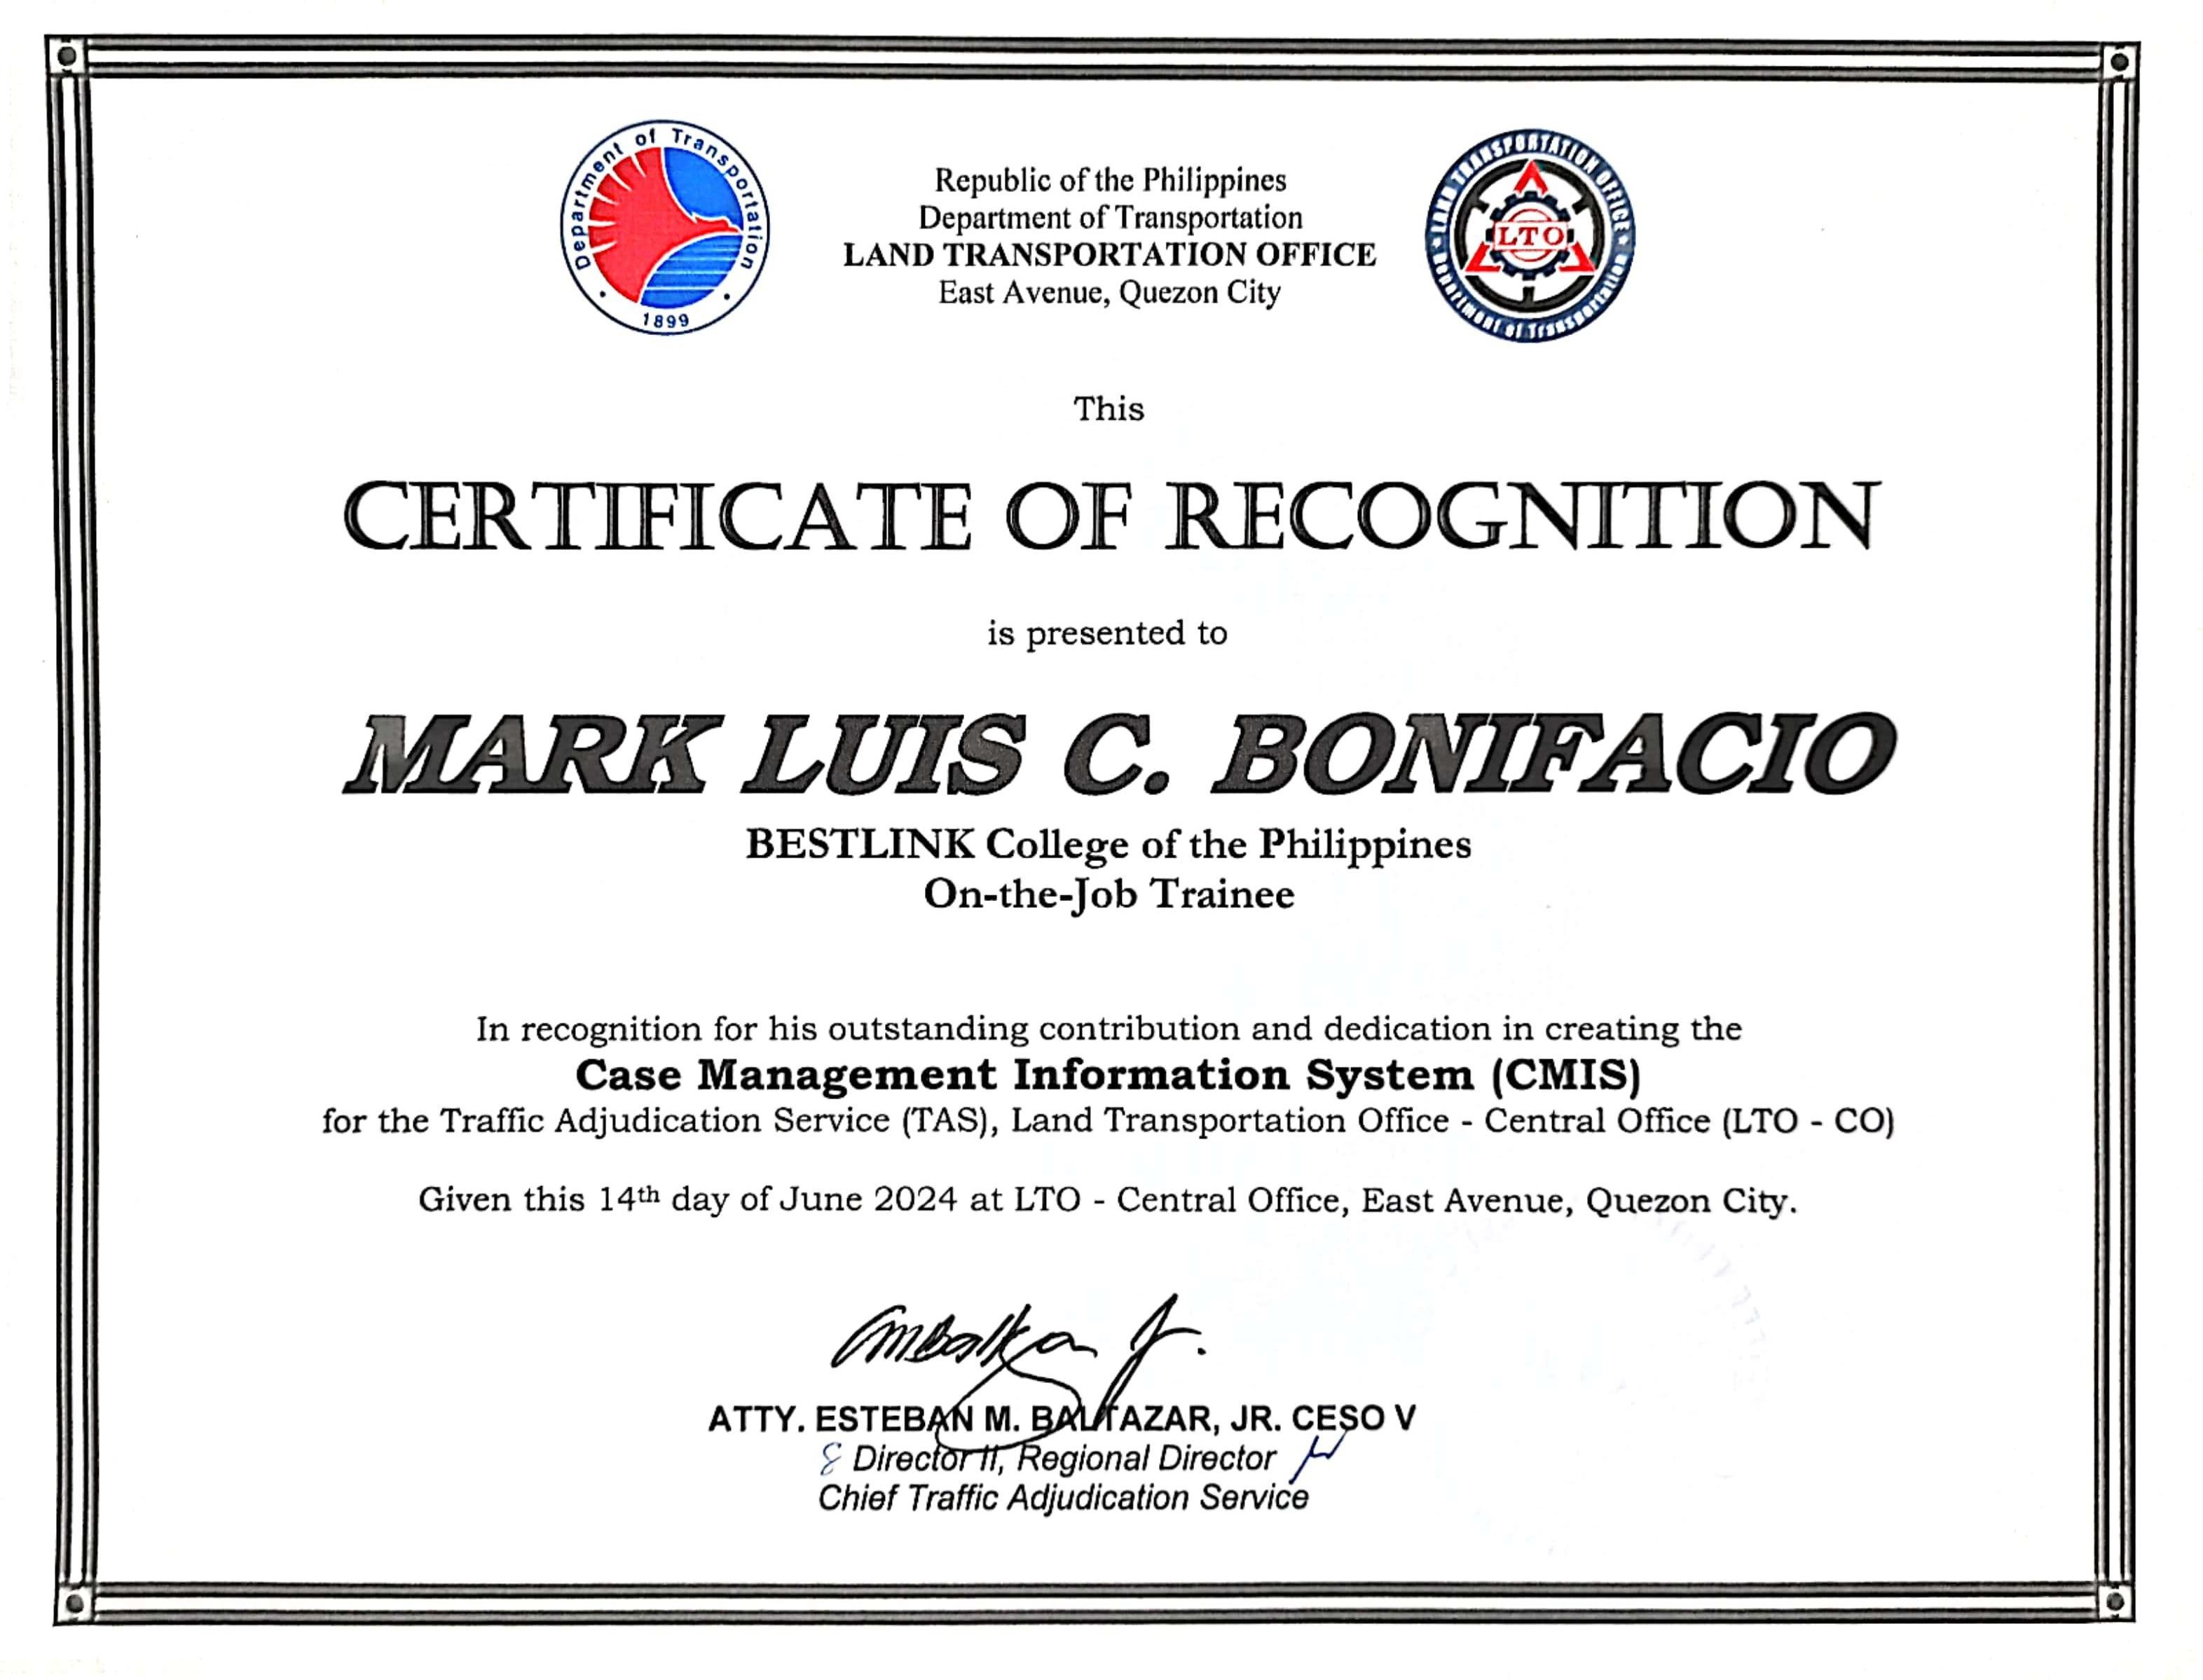 Department of Transportation
1899
Republic of the Philippines
Department of Transportation
LAND TRANSPORTATION OFFICE
East Avenue, Quezon City
LAND TRANSPORTATION OFFICE
Department of Transportation
LTO
This
CERTIFICATE OF RECOGNITION
is presented to
MARK LUIS C. BONIFACIO
BESTLINK College of the Philippines
On-the-Job Trainee
In recognition for his outstanding contribution and dedication in creating the
Case Management Information System (CMIS)
for the Traffic Adjudication Service (TAS), Land Transportation Office - Central Office (LTO - CO)
Given this 14th day of June 2024 at LTO - Central Office, East Avenue, Quezon City.
ATTY. ESTEBAN M. BALTAZAR, JR. CESO V
Director II, Regional Director
Chief Traffic Adjudication Service